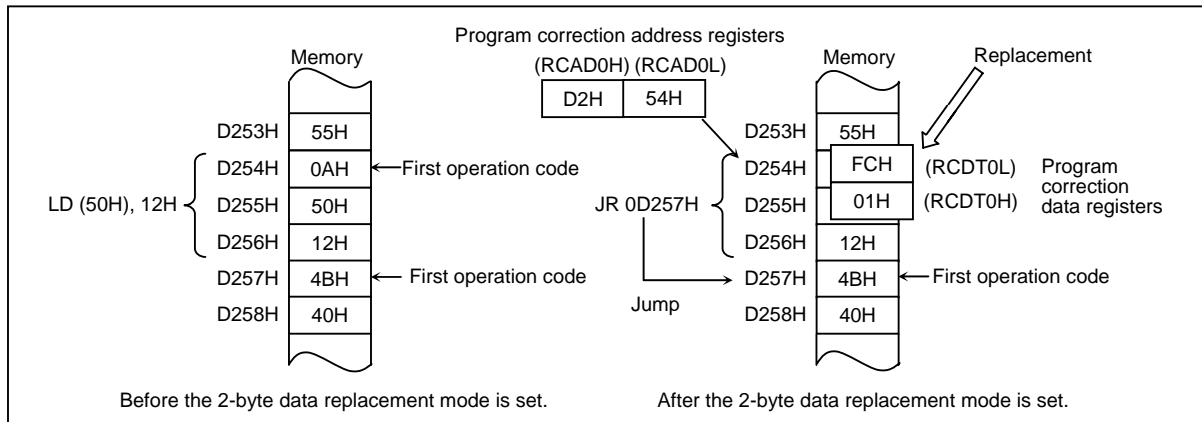 Program correction address registers
Memory
(RCAD0H) (RCAD0L)
D2H 54H
Memory
Replacement
D253H 55H
D254H 0AH First operation code
LD (50H), 12H
D255H 50H
D256H 12H
D257H 4BH First operation code
D258H 40H
D253H 55H
D254H FCH (RCDT0L)
JR 0D257H
D255H 01H (RCDT0H)
Program
correction
data registers
D256H 12H
D257H 4BH First operation code
Jump
D258H 40H
Before the 2-byte data replacement mode is set.
After the 2-byte data replacement mode is set.